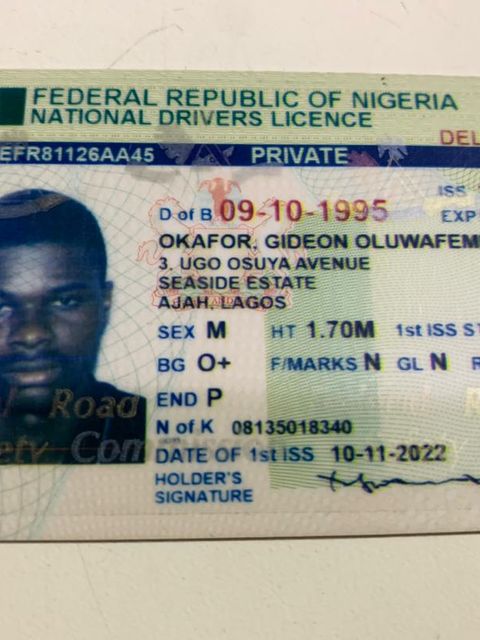 FEDERAL REPUBLIC OF NIGERIA
NATIONAL DRIVERS LICENCE
DEL
EFR81126AA45 PRIVATE
ISS
D of B 09-10-1995 EXP
OKAFOR, GIDEON OLUWAFEM
3, UGO OSUYA AVENUE
SEASIDE ESTATE
AJAH, LAGOS
SEX M HT 1.70M 1st ISS S
BG O+ F/MARKS N GL N R
END P
N of K 08135018340
Road
DATE OF 1st ISS 10-11-2022
HOLDER'S
SIGNATURE